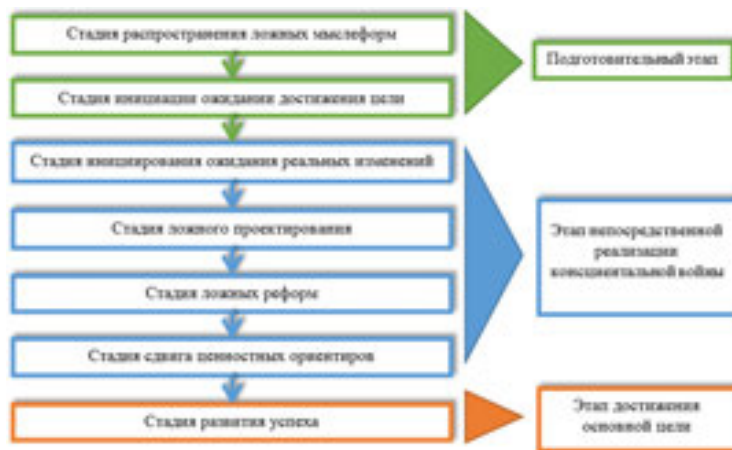 Стадия распространения ложных мыслеформ
Подготовительный этап
Стадия инициации ожидании достижения цели
Стадия инициирования ожидания реальных изменений
Стадия ложного проектирования
Этап непосредственной
реализации
консциентальной войны
Стадия ложных реформ
Стадия сдвига ценностных ориентиров
Стадия развития успеха
Этап достижения
основной цели